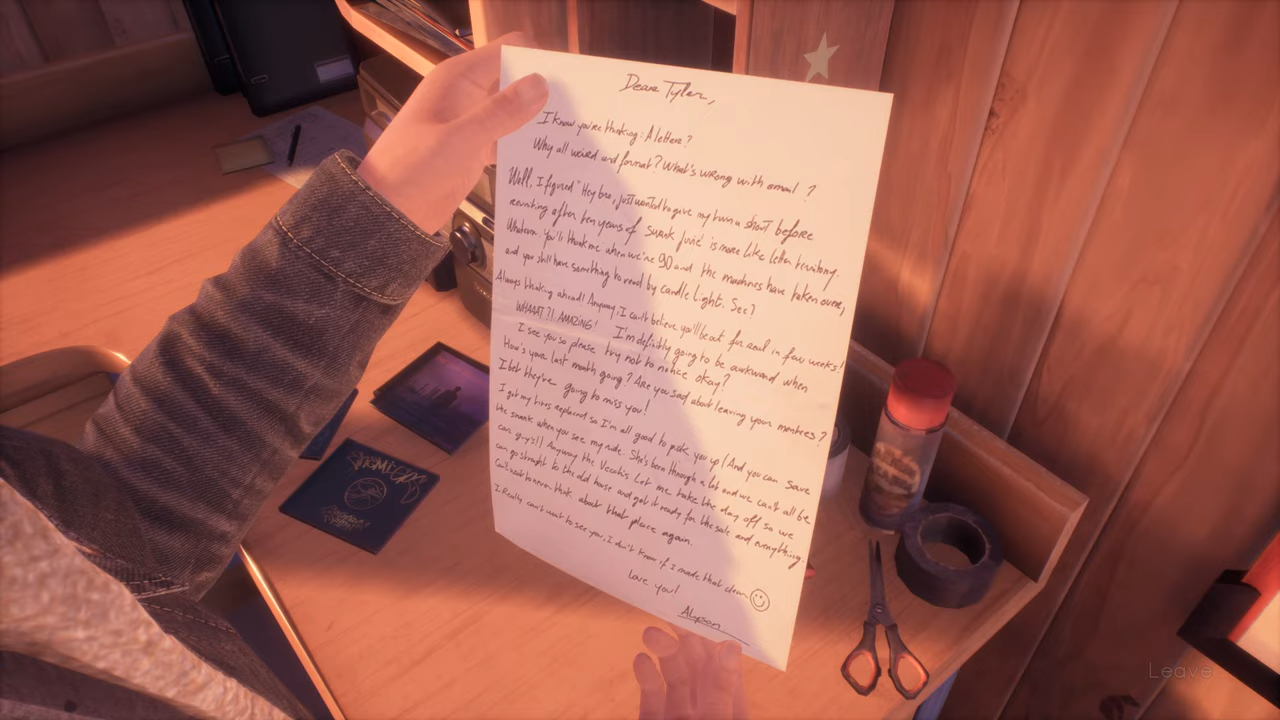 Dear Tyler,
I know you're thinking: A letter?
Why all weird and formal? What's wrong with email?
Well, I figured "Hey bro, just wanted to give my bum a shout before
reuniting after ten years of" skank juvie is more like letter territory.
Whatever. You'll thank me when we're 90 and the machines have taken over,
and you still have something to read by candle light. See?
Always thinking ahead! Anyway, I can't believe you'll be out for real in few weeks!
WHAAAT?! AMAZING! I'm definitely going to be awkward when
I see you so please try not to notice okay?
How's your last month going? Are you sad about leaving your mentees?
I bet they're going to miss you!
I got my tires replaced so I'm all good to pick you up! And you can save
the snark when you see my ride. She's been through a lot and we can't all be
car guys!! Anyway the Vecchis let me take the day off so we
can go straight to the old house and get it ready for the sale and everything.
Can't wait to never think about that place again.
I Really can't wait to see you, I don't know if I made that clear
Love you!
Alyson
Leave